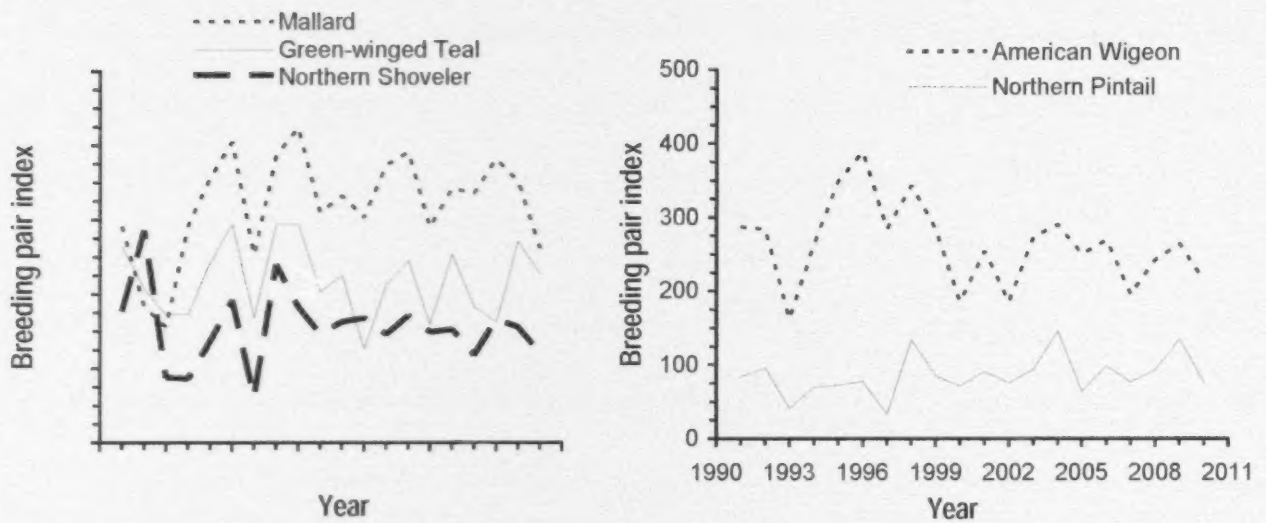 Mallard
Green-winged Teal
Northern Shoveler
Breeding pair index
Year
American Wigeon
Northern Pintail
500
400
300
200
100
0
Breeding pair index
1990 1993 1996 1999 2002 2005 2008 2011
Year